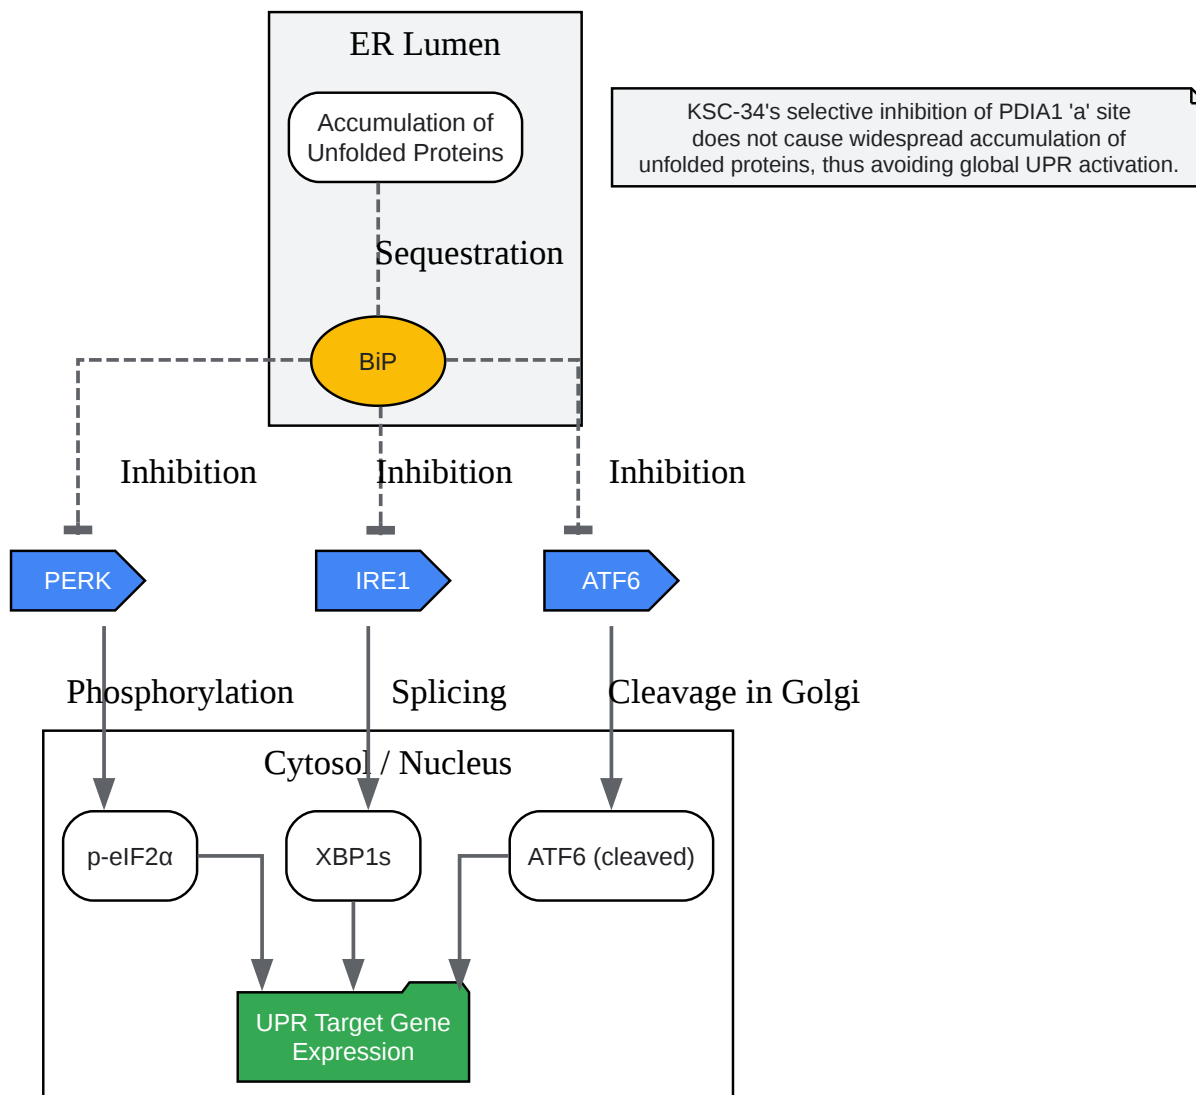 ER Lumen
Accumulation of
Unfolded Proteins
KSC-34's selective inhibition of PDIA1 'a' site
does not cause widespread accumulation of
unfolded proteins, thus avoiding global UPR activation.
Sequestration
BiP
Inhibition
Inhibition
Inhibition
PERK
IRE1
ATF6
Phosphorylation
Splicing
Cleavage in Golgi
Cytosol / Nucleus
p-eIF2α
XBP1s
ATF6 (cleaved)
UPR Target Gene
Expression